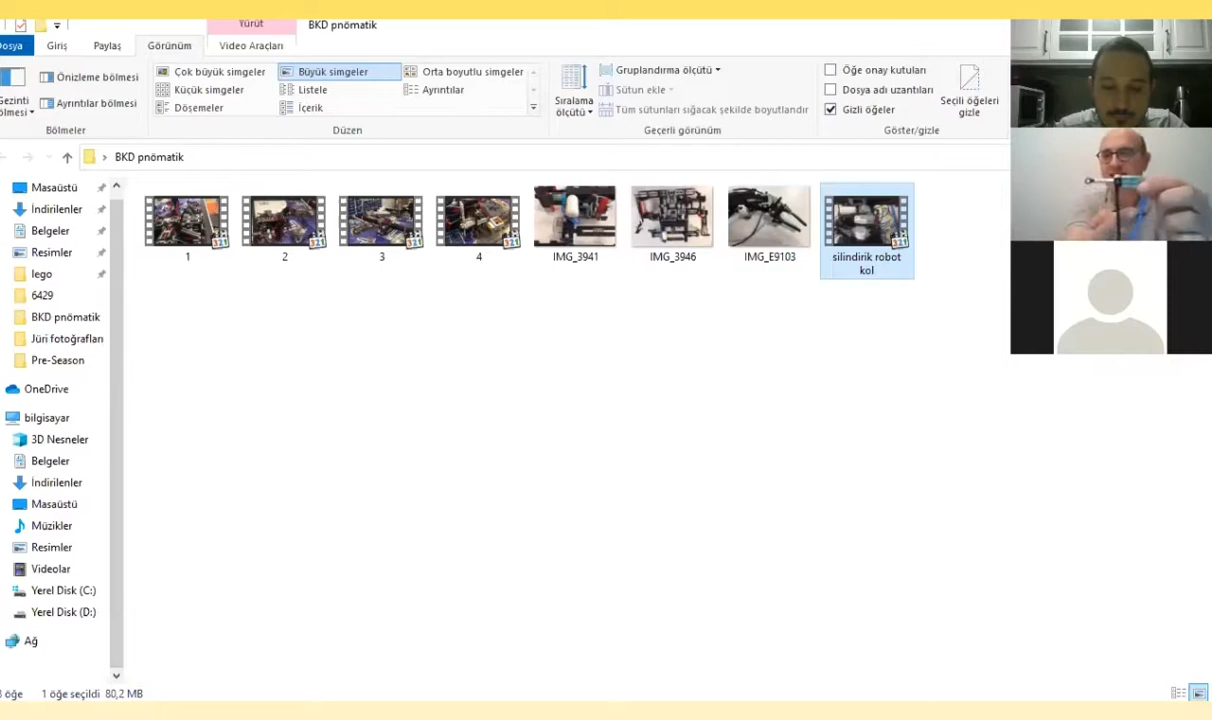 Yürüt
BKD pnömatik
Dosya
Giriş
Paylaş
Görünüm
Video Araçları
Önizleme bölmesi
Ayrıntılar bölmesi
Bölmeler
Çok büyük simgeler
Büyük simgeler
Orta boyutlu simgeler
Küçük simgeler
Listele
Ayrıntılar
Döşemeler
İçerik
Düzen
Sıralama
ölçütü
Gruplandırma ölçütü
Sütun ekle
Tüm sütunları sığacak şekilde boyutlandır
Geçerli görünüm
Öğe onay kutuları
Dosya adı uzantıları
Gizli öğeler
Seçili öğeleri
gizle
Göster/gizle
BKD pnömatik
Masaüstü
İndirilenler
Belgeler
Resimler
lego
6429
BKD pnömatik
Jüri fotoğrafları
Pre-Season
OneDrive
bilgisayar
3D Nesneler
Belgeler
İndirilenler
Masaüstü
Müzikler
Resimler
Videolar
Yerel Disk (C:)
Yerel Disk (D:)
Ağ
1
2
3
4
IMG_3941
IMG_3946
IMG_E9103
silindirik robot
kol
öğe 1 öğe seçildi 80,2 MB